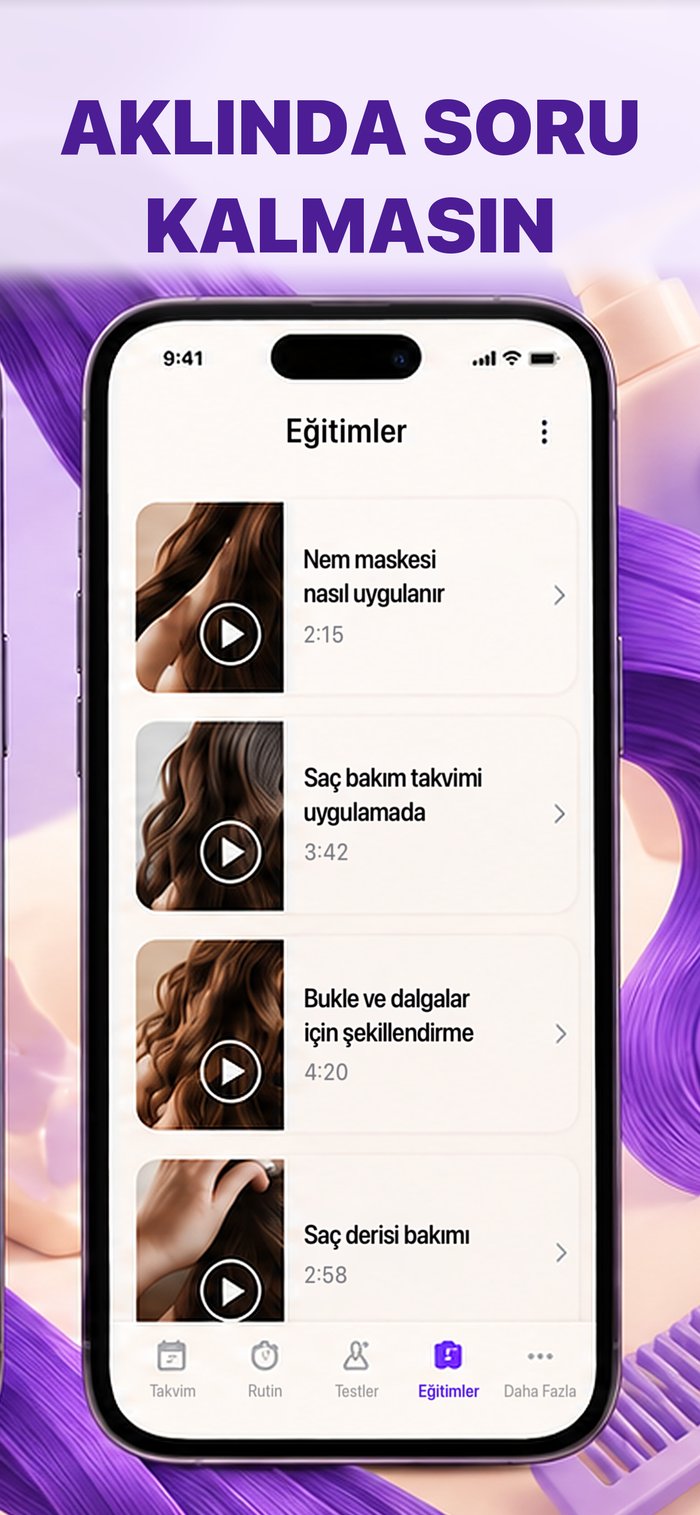 AKLINDA SORU
KALMASIN
9:41
Eğitimler
Nem maskesi
nasıl uygulanır
2:15
Saç bakım takvimi
uygulamada
3:42
Bukle ve dalgalar
için şekillendirme
4:20
Saç derisi bakımı
2:58
Takvim
Rutin
Testler
Eğitimler
Daha Fazla